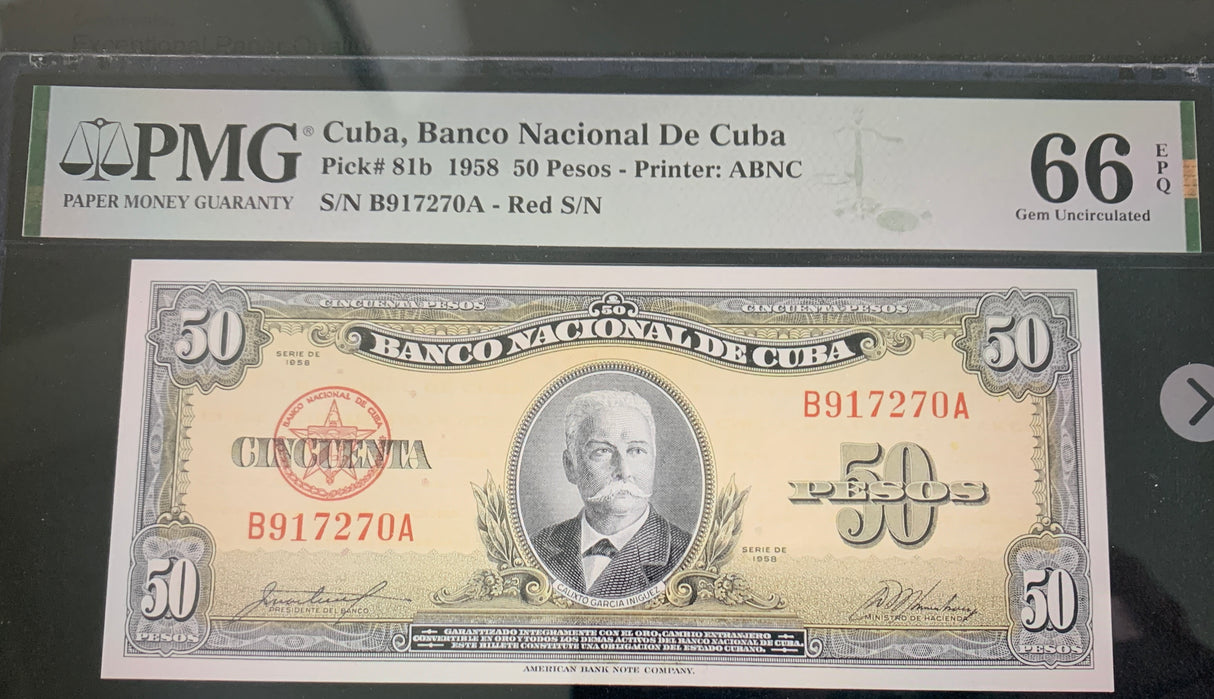 Exceptional Paper Quality
PMG® Cuba, Banco Nacional De Cuba
Pick# 81b 1958 50 Pesos - Printer: ABNC
PAPER MONEY GUARANTY S/N B917270A - Red S/N
66 EPQ
Gem Uncirculated
50 CINCUENTA PESOS 50 CINCUENTA PESOS 50
BANCO NACIONAL DE CUBA
SERIE DE
1958
BANCO NACIONAL DE CUBA
B917270A
CINCUENTA
50
PESOS
B917270A
SERIE DE
1958
50 50
CALIXTO GARCIA IÑIGUEZ
PRESIDENTE DEL BANCO
MINISTRO DE HACIENDA
PESOS PESOS
GARANTIZADO INTEGRAMENTE CON EL ORO, CAMBIO EXTRANJERO
CONVERTIBLE EN ORO Y TODOS LOS DEMAS ACTIVOS DEL BANCO NACIONAL DE CUBA.
ESTE BILLETE CONSTITUYE UNA OBLIGACION DEL ESTADO CUBANO.
AMERICAN BANK NOTE COMPANY.